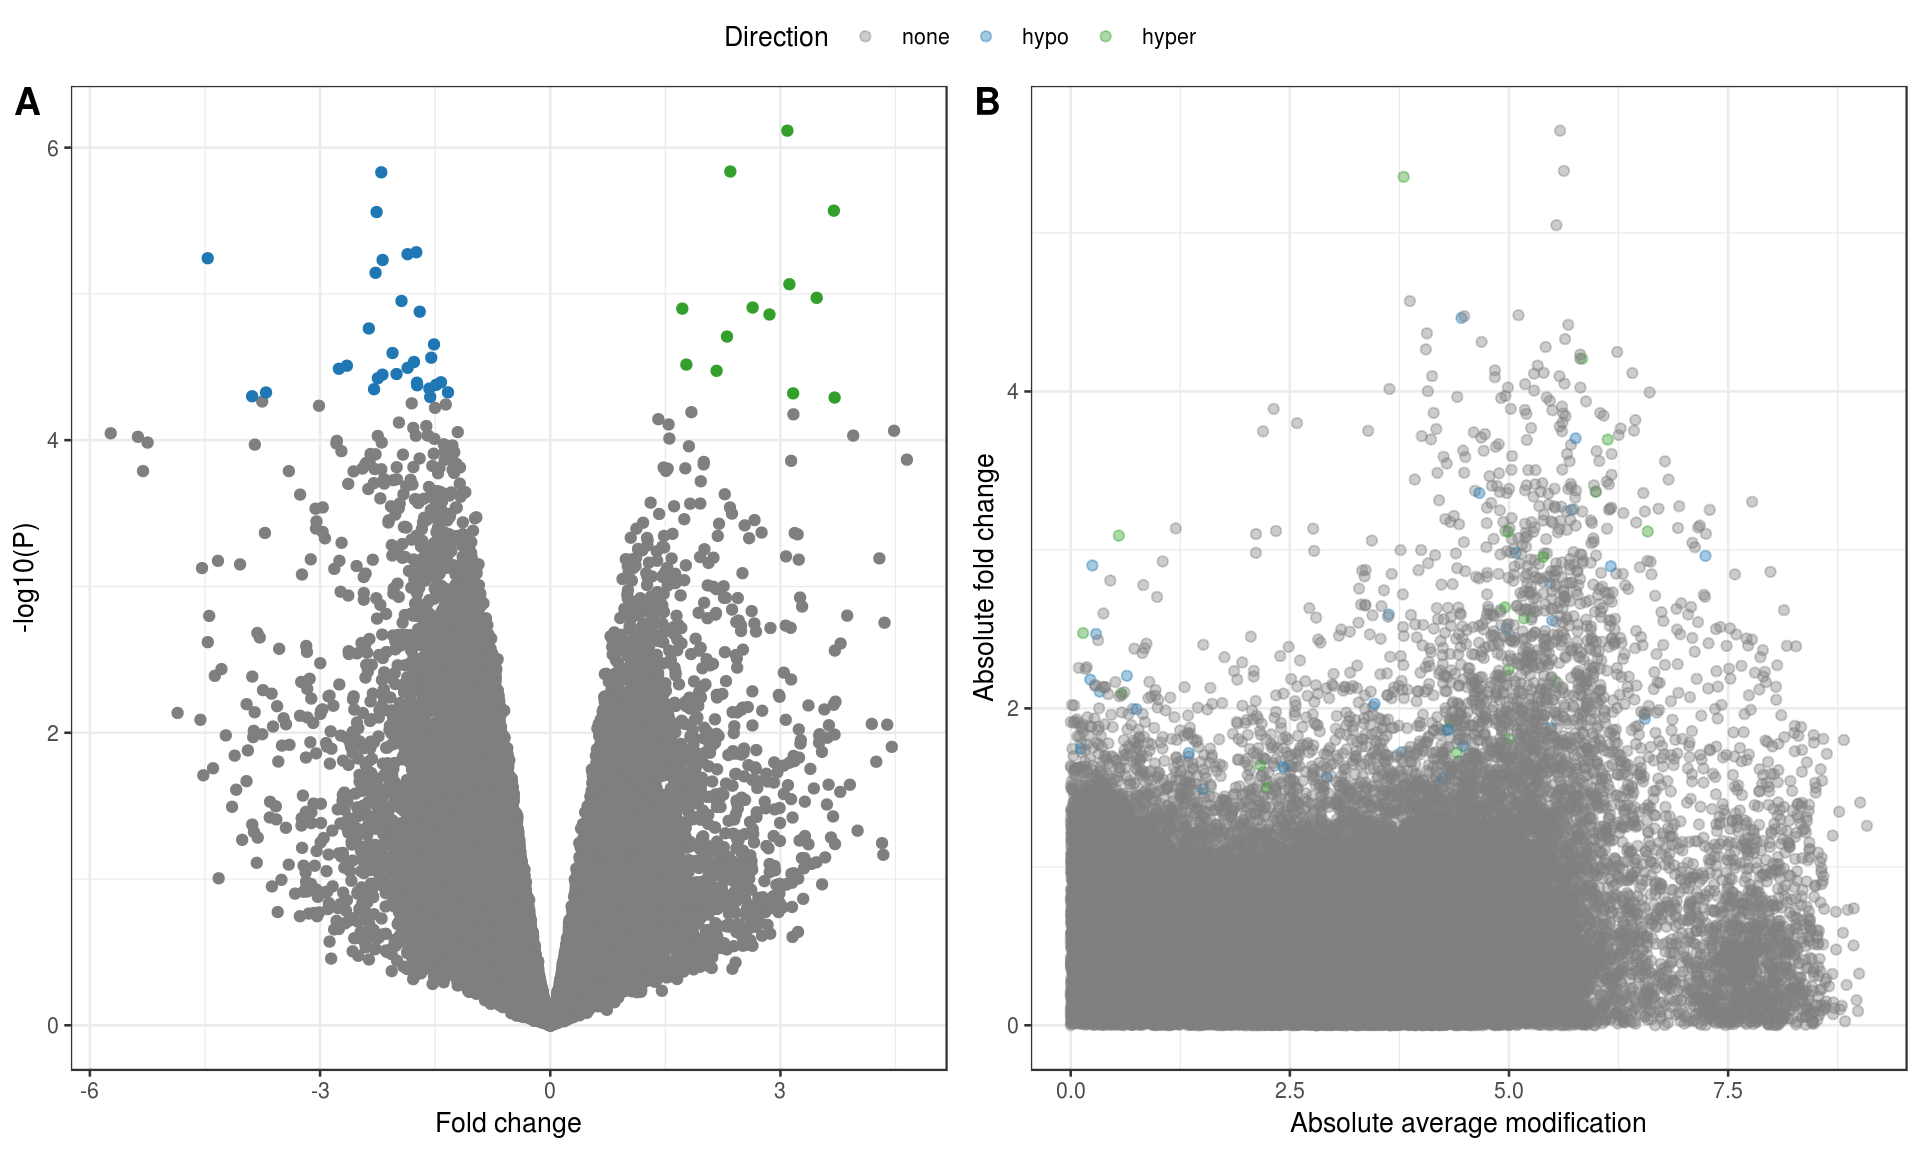 Direction none hypo hyper
A
-log10(P)
6
4
2
0
-6 -3 0 3
Fold change
B
Absolute fold change
4
2
0
0.0 2.5 5.0 7.5
Absolute average modification